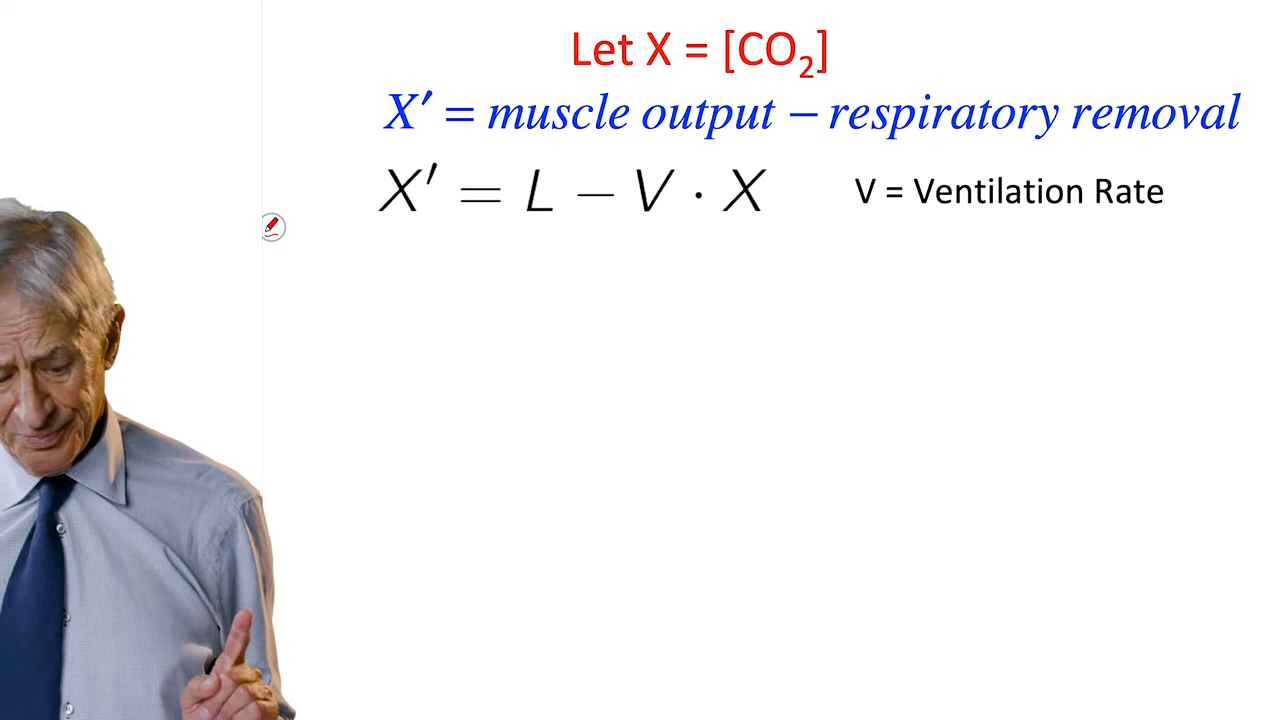 Let X = [CO₂]
X′ = muscle output − respiratory removal
X′ = L − V · X
V = Ventilation Rate